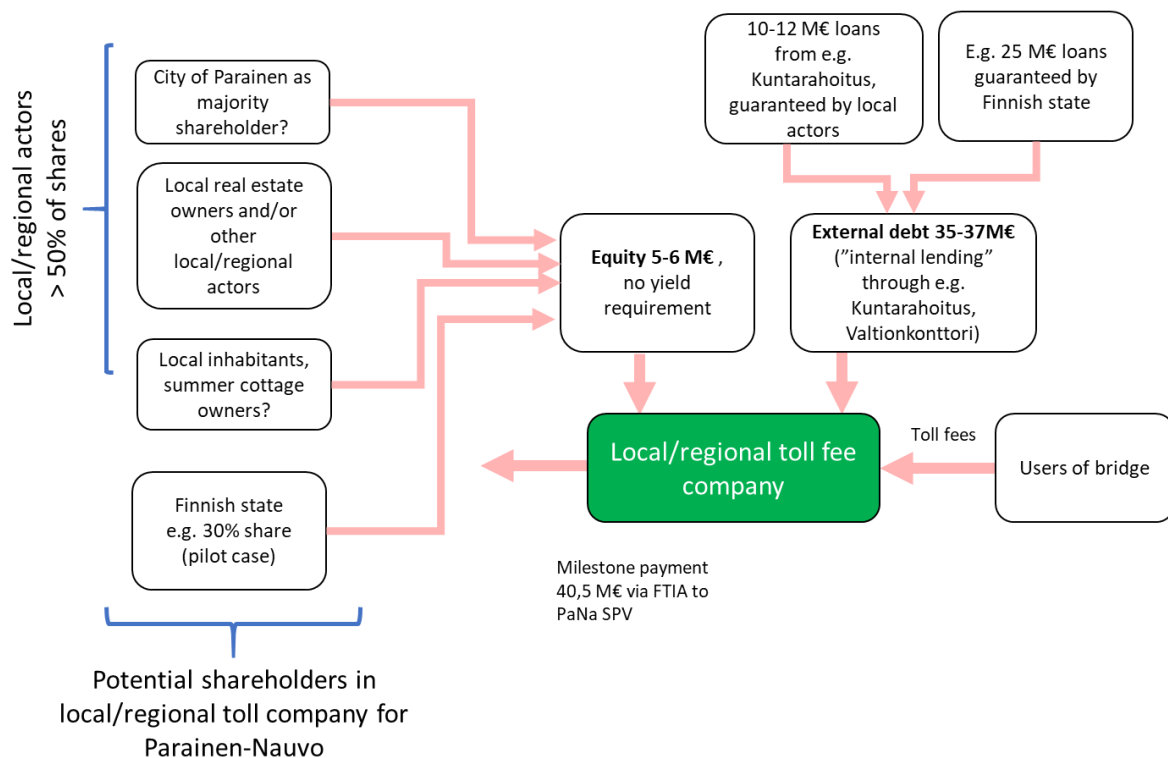 Local/regional actors
> 50% of shares
City of Parainen as
majority
shareholder?
Local real estate
owners and/or
other
local/regional
actors
Local inhabitants,
summer cottage
owners?
Finnish state
e.g. 30% share
(pilot case)
Potential shareholders in
local/regional toll company for
Parainen-Nauvo
Equity 5-6 M€ ,
no yield
requirement
10-12 M€ loans
from e.g.
Kuntarahoitus,
guaranteed by local
actors
E.g. 25 M€ loans
guaranteed by
Finnish state
External debt 35-37M€
(”internal lending”
through e.g.
Kuntarahoitus,
Valtionkonttori)
Local/regional toll fee
company
Toll fees
Users of bridge
Milestone payment
40,5 M€ via FTIA to
PaNa SPV